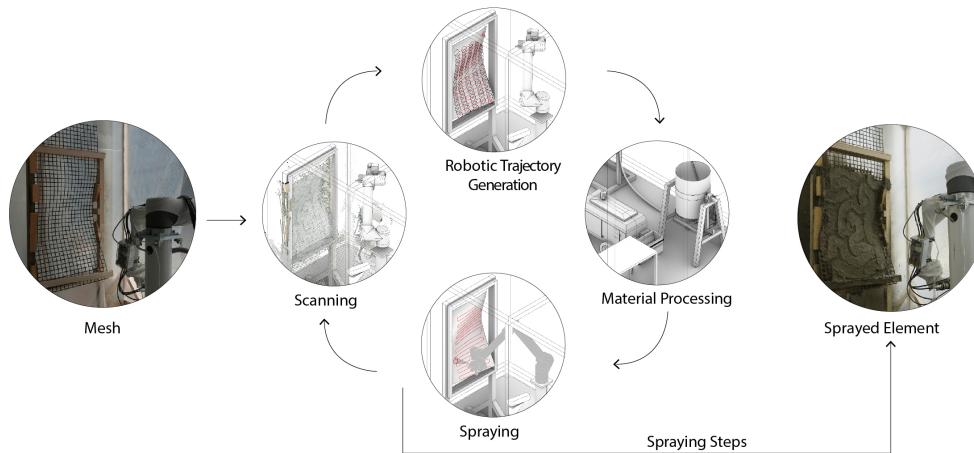 Robotic Trajectory
Generation
Mesh
Scanning
Material Processing
Sprayed Element
Spraying
Spraying Steps